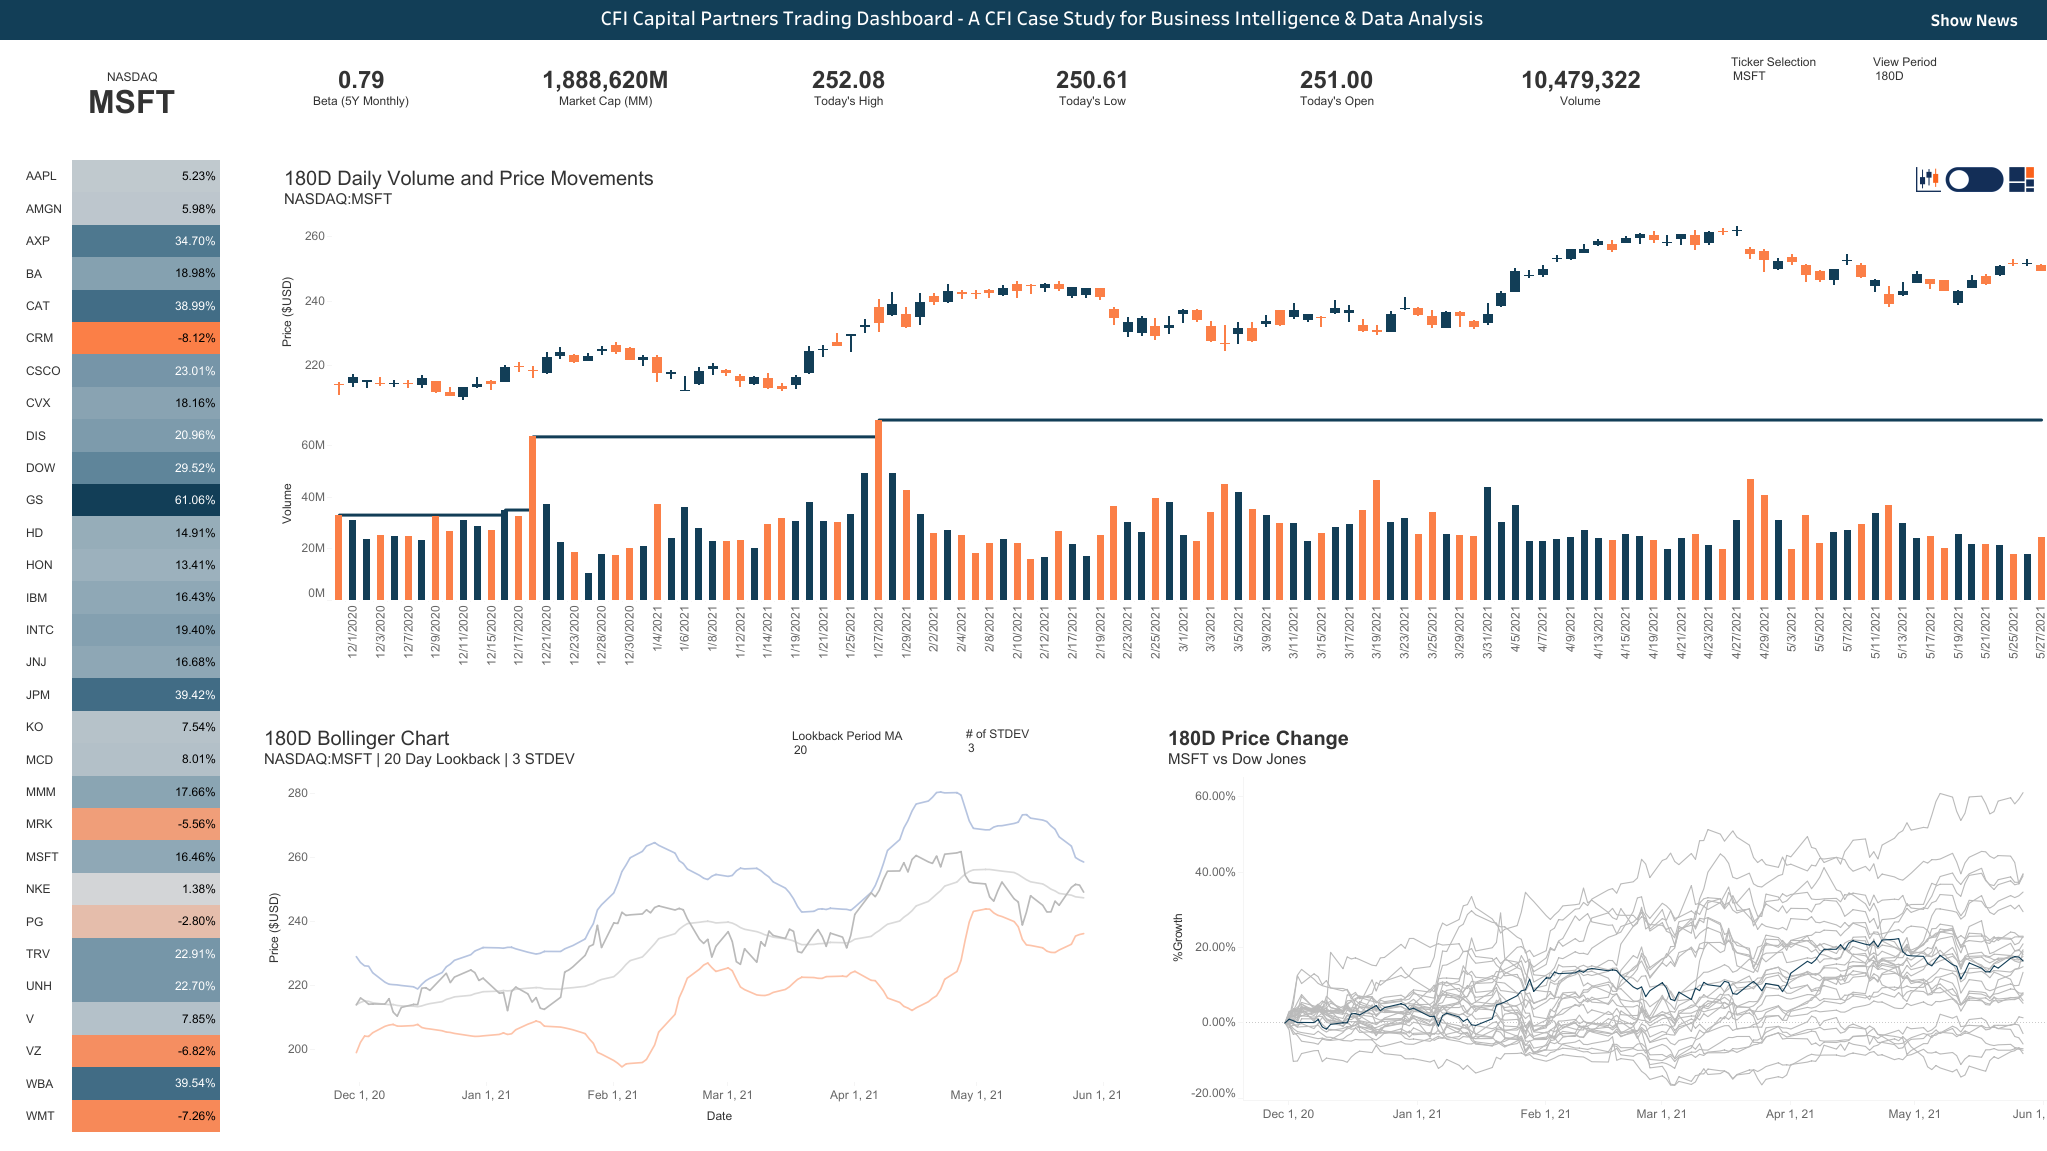 CFI Capital Partners Trading Dashboard - A CFI Case Study for Business Intelligence & Data Analysis
Show News
NASDAQ
MSFT
0.79
Beta (5Y Monthly)
1,888,620M
Market Cap (MM)
252.08
Today's High
250.61
Today's Low
251.00
Today's Open
10,479,322
Volume
Ticker Selection
MSFT
View Period
180D
AAPL 5.23%
AMGN 5.98%
AXP 34.70%
BA 18.98%
CAT 38.99%
CRM -8.12%
CSCO 23.01%
CVX 18.16%
DIS 20.96%
DOW 29.52%
GS 61.06%
HD 14.91%
HON 13.41%
IBM 16.43%
INTC 19.40%
JNJ 16.68%
JPM 39.42%
KO 7.54%
MCD 8.01%
MMM 17.66%
MRK -5.56%
MSFT 16.46%
NKE 1.38%
PG -2.80%
TRV 22.91%
UNH 22.70%
V 7.85%
VZ -6.82%
WBA 39.54%
WMT -7.26%
180D Daily Volume and Price Movements
NASDAQ:MSFT
Price ($USD)
260
240
220
Volume
60M
40M
20M
0M
12/1/2020
12/3/2020
12/7/2020
12/9/2020
12/11/2020
12/15/2020
12/17/2020
12/21/2020
12/23/2020
12/28/2020
12/30/2020
1/4/2021
1/6/2021
1/8/2021
1/12/2021
1/14/2021
1/19/2021
1/21/2021
1/25/2021
1/27/2021
1/29/2021
2/2/2021
2/4/2021
2/8/2021
2/10/2021
2/12/2021
2/17/2021
2/19/2021
2/23/2021
2/25/2021
3/1/2021
3/3/2021
3/5/2021
3/9/2021
3/11/2021
3/15/2021
3/17/2021
3/19/2021
3/23/2021
3/25/2021
3/29/2021
3/31/2021
4/5/2021
4/7/2021
4/9/2021
4/13/2021
4/15/2021
4/19/2021
4/21/2021
4/23/2021
4/27/2021
4/29/2021
5/3/2021
5/5/2021
5/7/2021
5/11/2021
5/13/2021
5/17/2021
5/19/2021
5/21/2021
5/25/2021
5/27/2021
180D Bollinger Chart
NASDAQ:MSFT | 20 Day Lookback | 3 STDEV
Lookback Period MA
20
# of STDEV
3
Price ($USD)
280
260
240
220
200
Dec 1, 20
Jan 1, 21
Feb 1, 21
Mar 1, 21
Apr 1, 21
May 1, 21
Jun 1, 21
Date
180D Price Change
MSFT vs Dow Jones
%Growth
60.00%
40.00%
20.00%
0.00%
-20.00%
Dec 1, 20
Jan 1, 21
Feb 1, 21
Mar 1, 21
Apr 1, 21
May 1, 21
Jun 1,